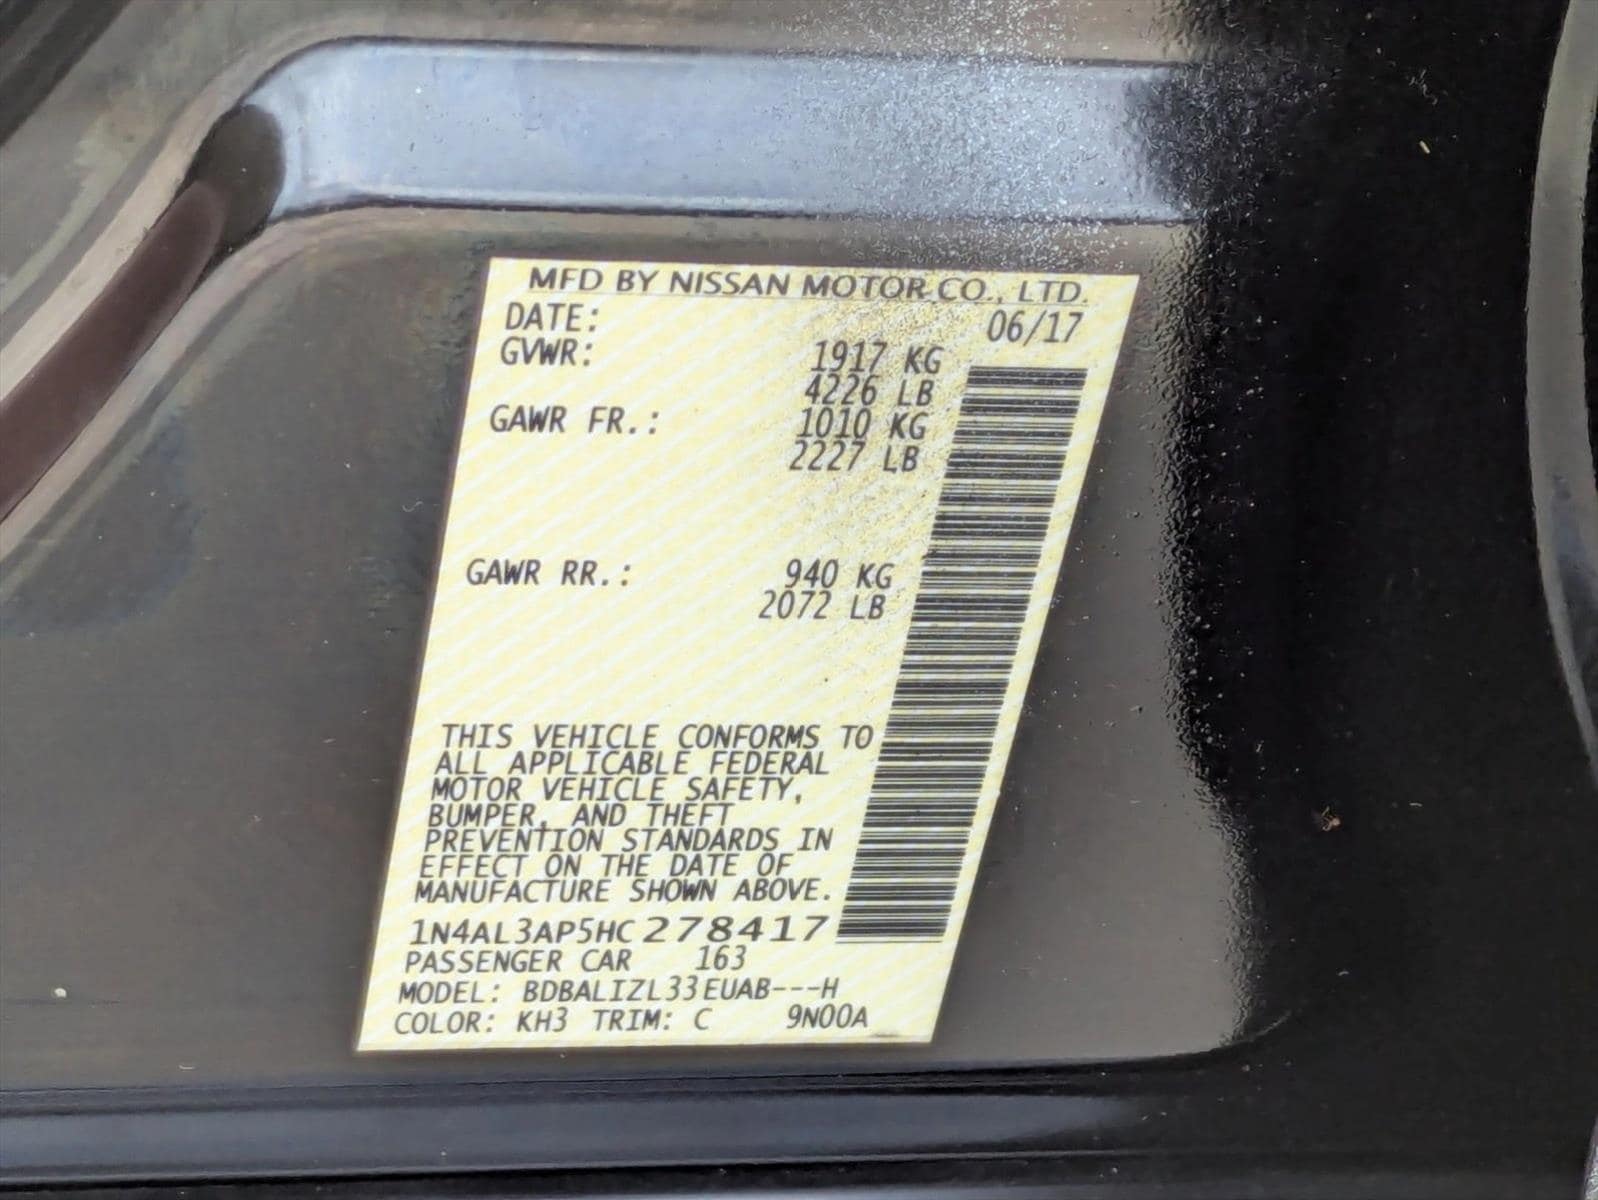 MFD BY NISSAN MOTOR CO., LTD.
DATE: 06/17
GVWR: 1917 KG
4226 LB
GAWR FR.: 1010 KG
2227 LB
GAWR RR.: 940 KG
2072 LB
THIS VEHICLE CONFORMS TO
ALL APPLICABLE FEDERAL
MOTOR VEHICLE SAFETY,
BUMPER, AND THEFT
PREVENTION STANDARDS IN
EFFECT ON THE DATE OF
MANUFACTURE SHOWN ABOVE.
1N4AL3AP5HC278417
PASSENGER CAR 163
MODEL: BDBALIZL33EUAB---H
COLOR: KH3 TRIM: C 9N00A